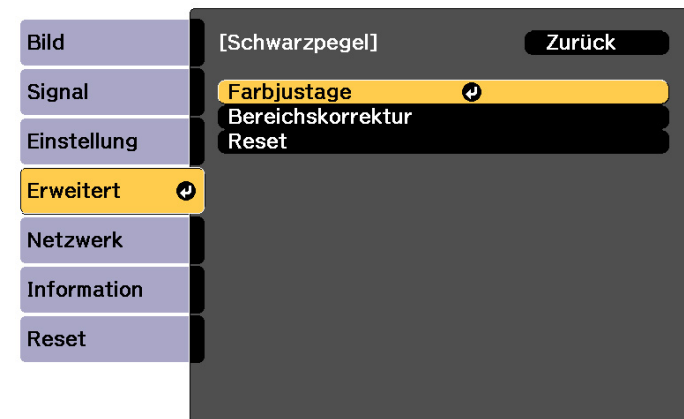 Bild
Signal
Einstellung
Erweitert
Netzwerk
Information
Reset
[Schwarzpegel] Zurück
Farbjustage
Bereichskorrektur
Reset